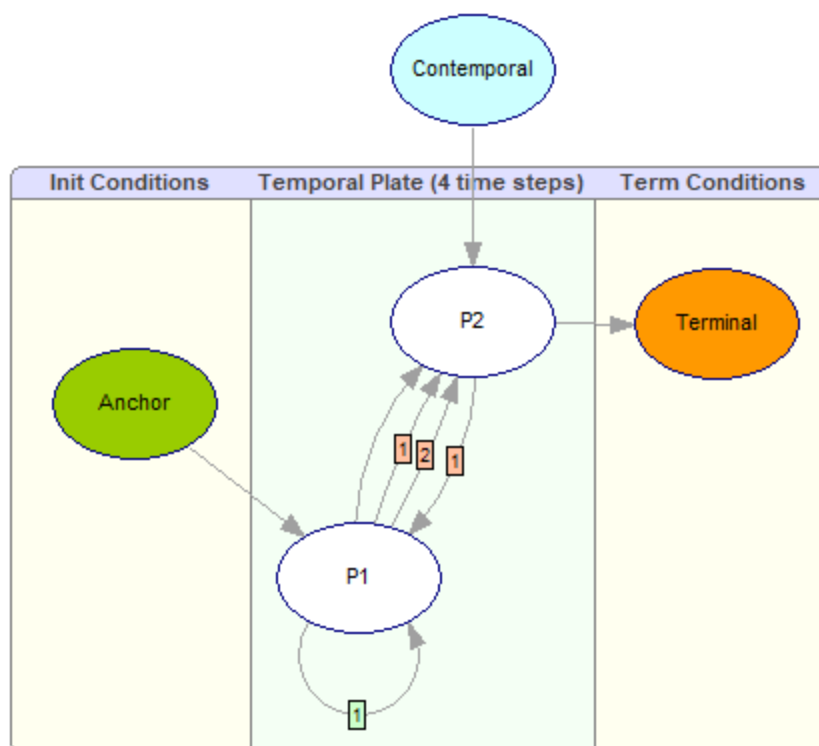 Contemporal
Init Conditions
Temporal Plate (4 time steps)
Term Conditions
P2
Terminal
Anchor
1
2
1
P1
1